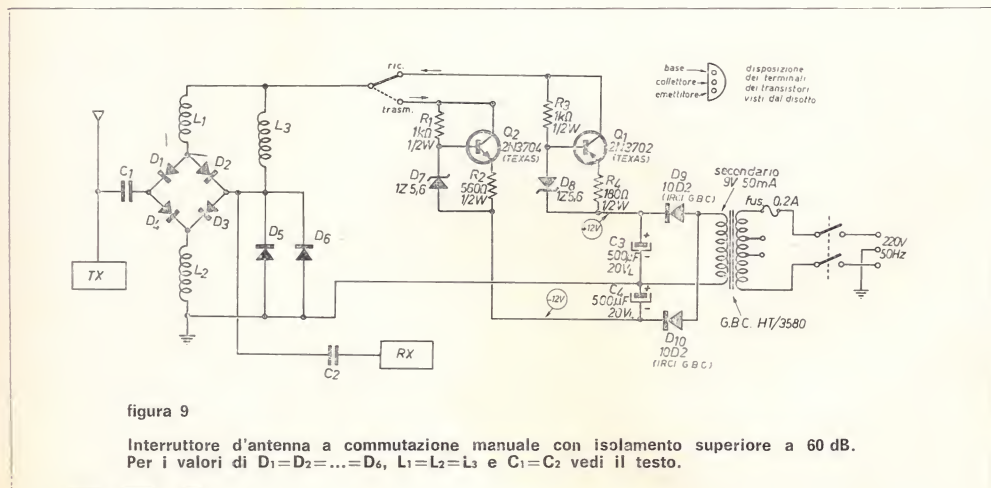 ric.
trasm.
base
collettore
emettitore
disposizione
dei terminali
dei transistori
visti dal disotto
L1
L3
D1
D2
C1
D4
D3
L2
D5
D6
TX
C2
RX
R1
1kΩ
1/2W
Q2
2N3704
(TEXAS)
D7
1Z5,6
R2
560Ω
1/2W
R3
1kΩ
1/2W
Q1
2N3702
(TEXAS)
D8
1Z5,6
R4
180Ω
1/2W
D9
10D2
(IRCI GBC)
+12V
C3
500µF
20VL
C4
500µF
20VL
-12V
D10
10D2
(IRCI GBC)
secondario
9V 50mA
fus. 0.2A
220V
50Hz
G.B.C. HT/3580
figura 9
Interruttore d'antenna a commutazione manuale con isolamento superiore a 60 dB.
Per i valori di D1=D2=...=D6, L1=L2=L3 e C1=C2 vedi il testo.